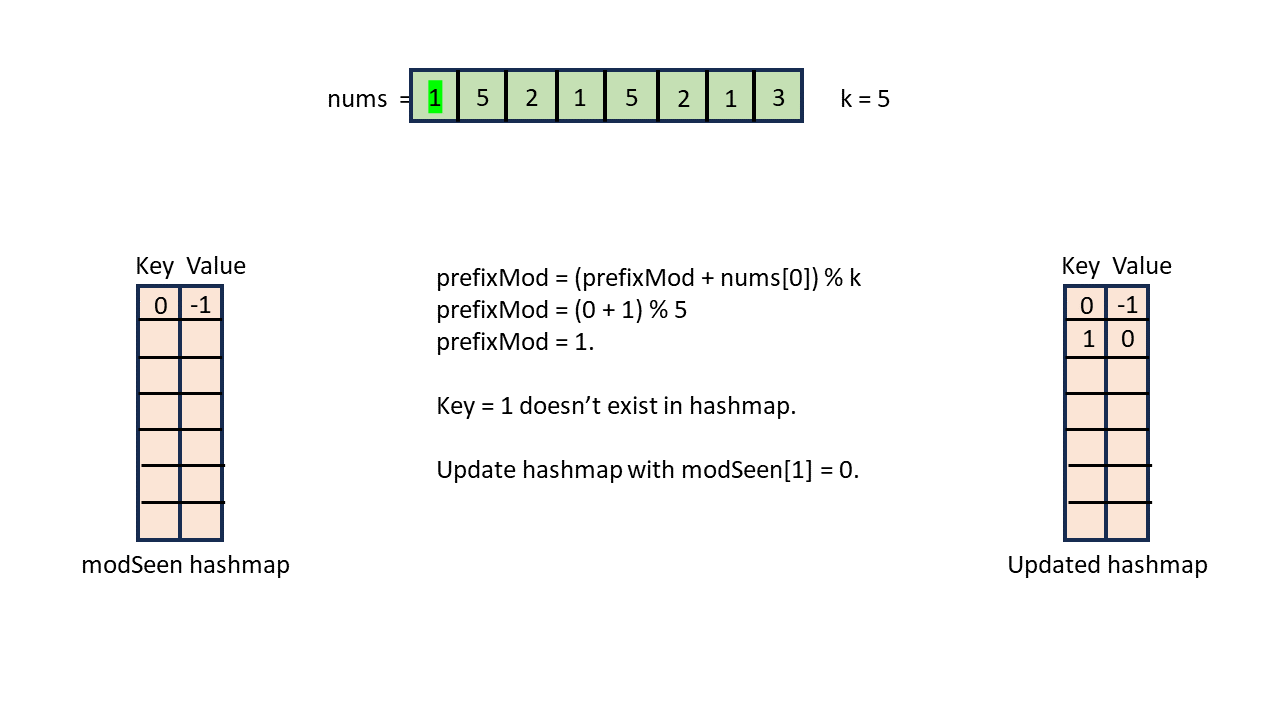 nums = 1 5 2 1 5 2 1 3 k = 5
Key Value
0 -1
modSeen hashmap
prefixMod = (prefixMod + nums[0]) % k
prefixMod = (0 + 1) % 5
prefixMod = 1.
Key = 1 doesn’t exist in hashmap.
Update hashmap with modSeen[1] = 0.
Key Value
0 -1
1 0
Updated hashmap